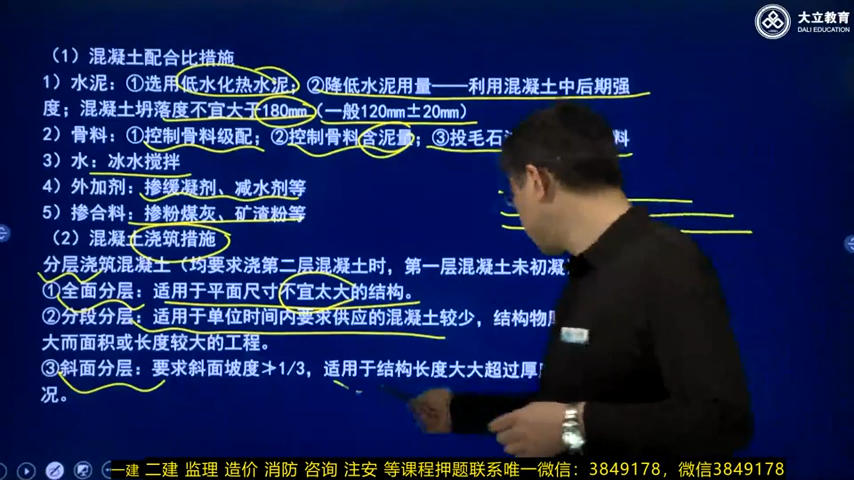 大立教育
DALI EDUCATION
（1）混凝土配合比措施
1）水泥：①选用低水化热水泥；②降低水泥用量——利用混凝土中后期强
度；混凝土坍落度不宜大于180mm（一般120mm±20mm）
2）骨料：①控制骨料级配；②控制骨料含泥量；③投毛石 料
3）水：冰水搅拌
4）外加剂：掺缓凝剂、减水剂等
5）掺合料：掺粉煤灰、矿渣粉等
（2）混凝土浇筑措施
分层浇筑混凝土（均要求浇第二层混凝土时，第一层混凝土未初凝
①全面分层：适用于平面尺寸不宜太大的结构。
②分段分层：适用于单位时间内要求供应的混凝土较少，结构物
大而面积或长度较大的工程。
③斜面分层：要求斜面坡度≯1/3，适用于结构长度大大超过厚
况。
一建 二建 监理 造价 消防 咨询 注安 等课程押题联系唯一微信：3849178，微信3849178